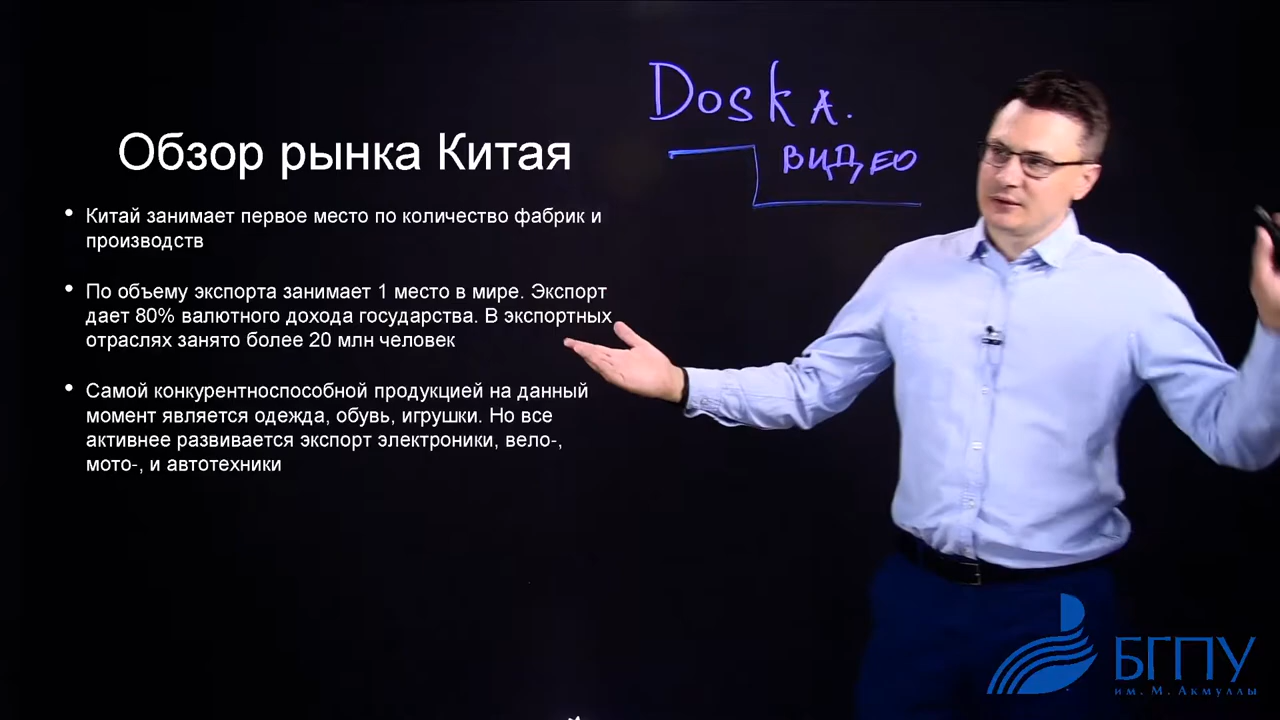 Doska.
ВИДЕО
Обзор рынка Китая
• Китай занимает первое место по количество фабрик и
производств
• По объему экспорта занимает 1 место в мире. Экспорт
дает 80% валютного дохода государства. В экспортных
отраслях занято более 20 млн человек
• Самой конкурентноспособной продукцией на данный
момент является одежда, обувь, игрушки. Но все
активнее развивается экспорт электроники, вело-,
мото-, и автотехники
БГПУ
им. М. Акмуллы